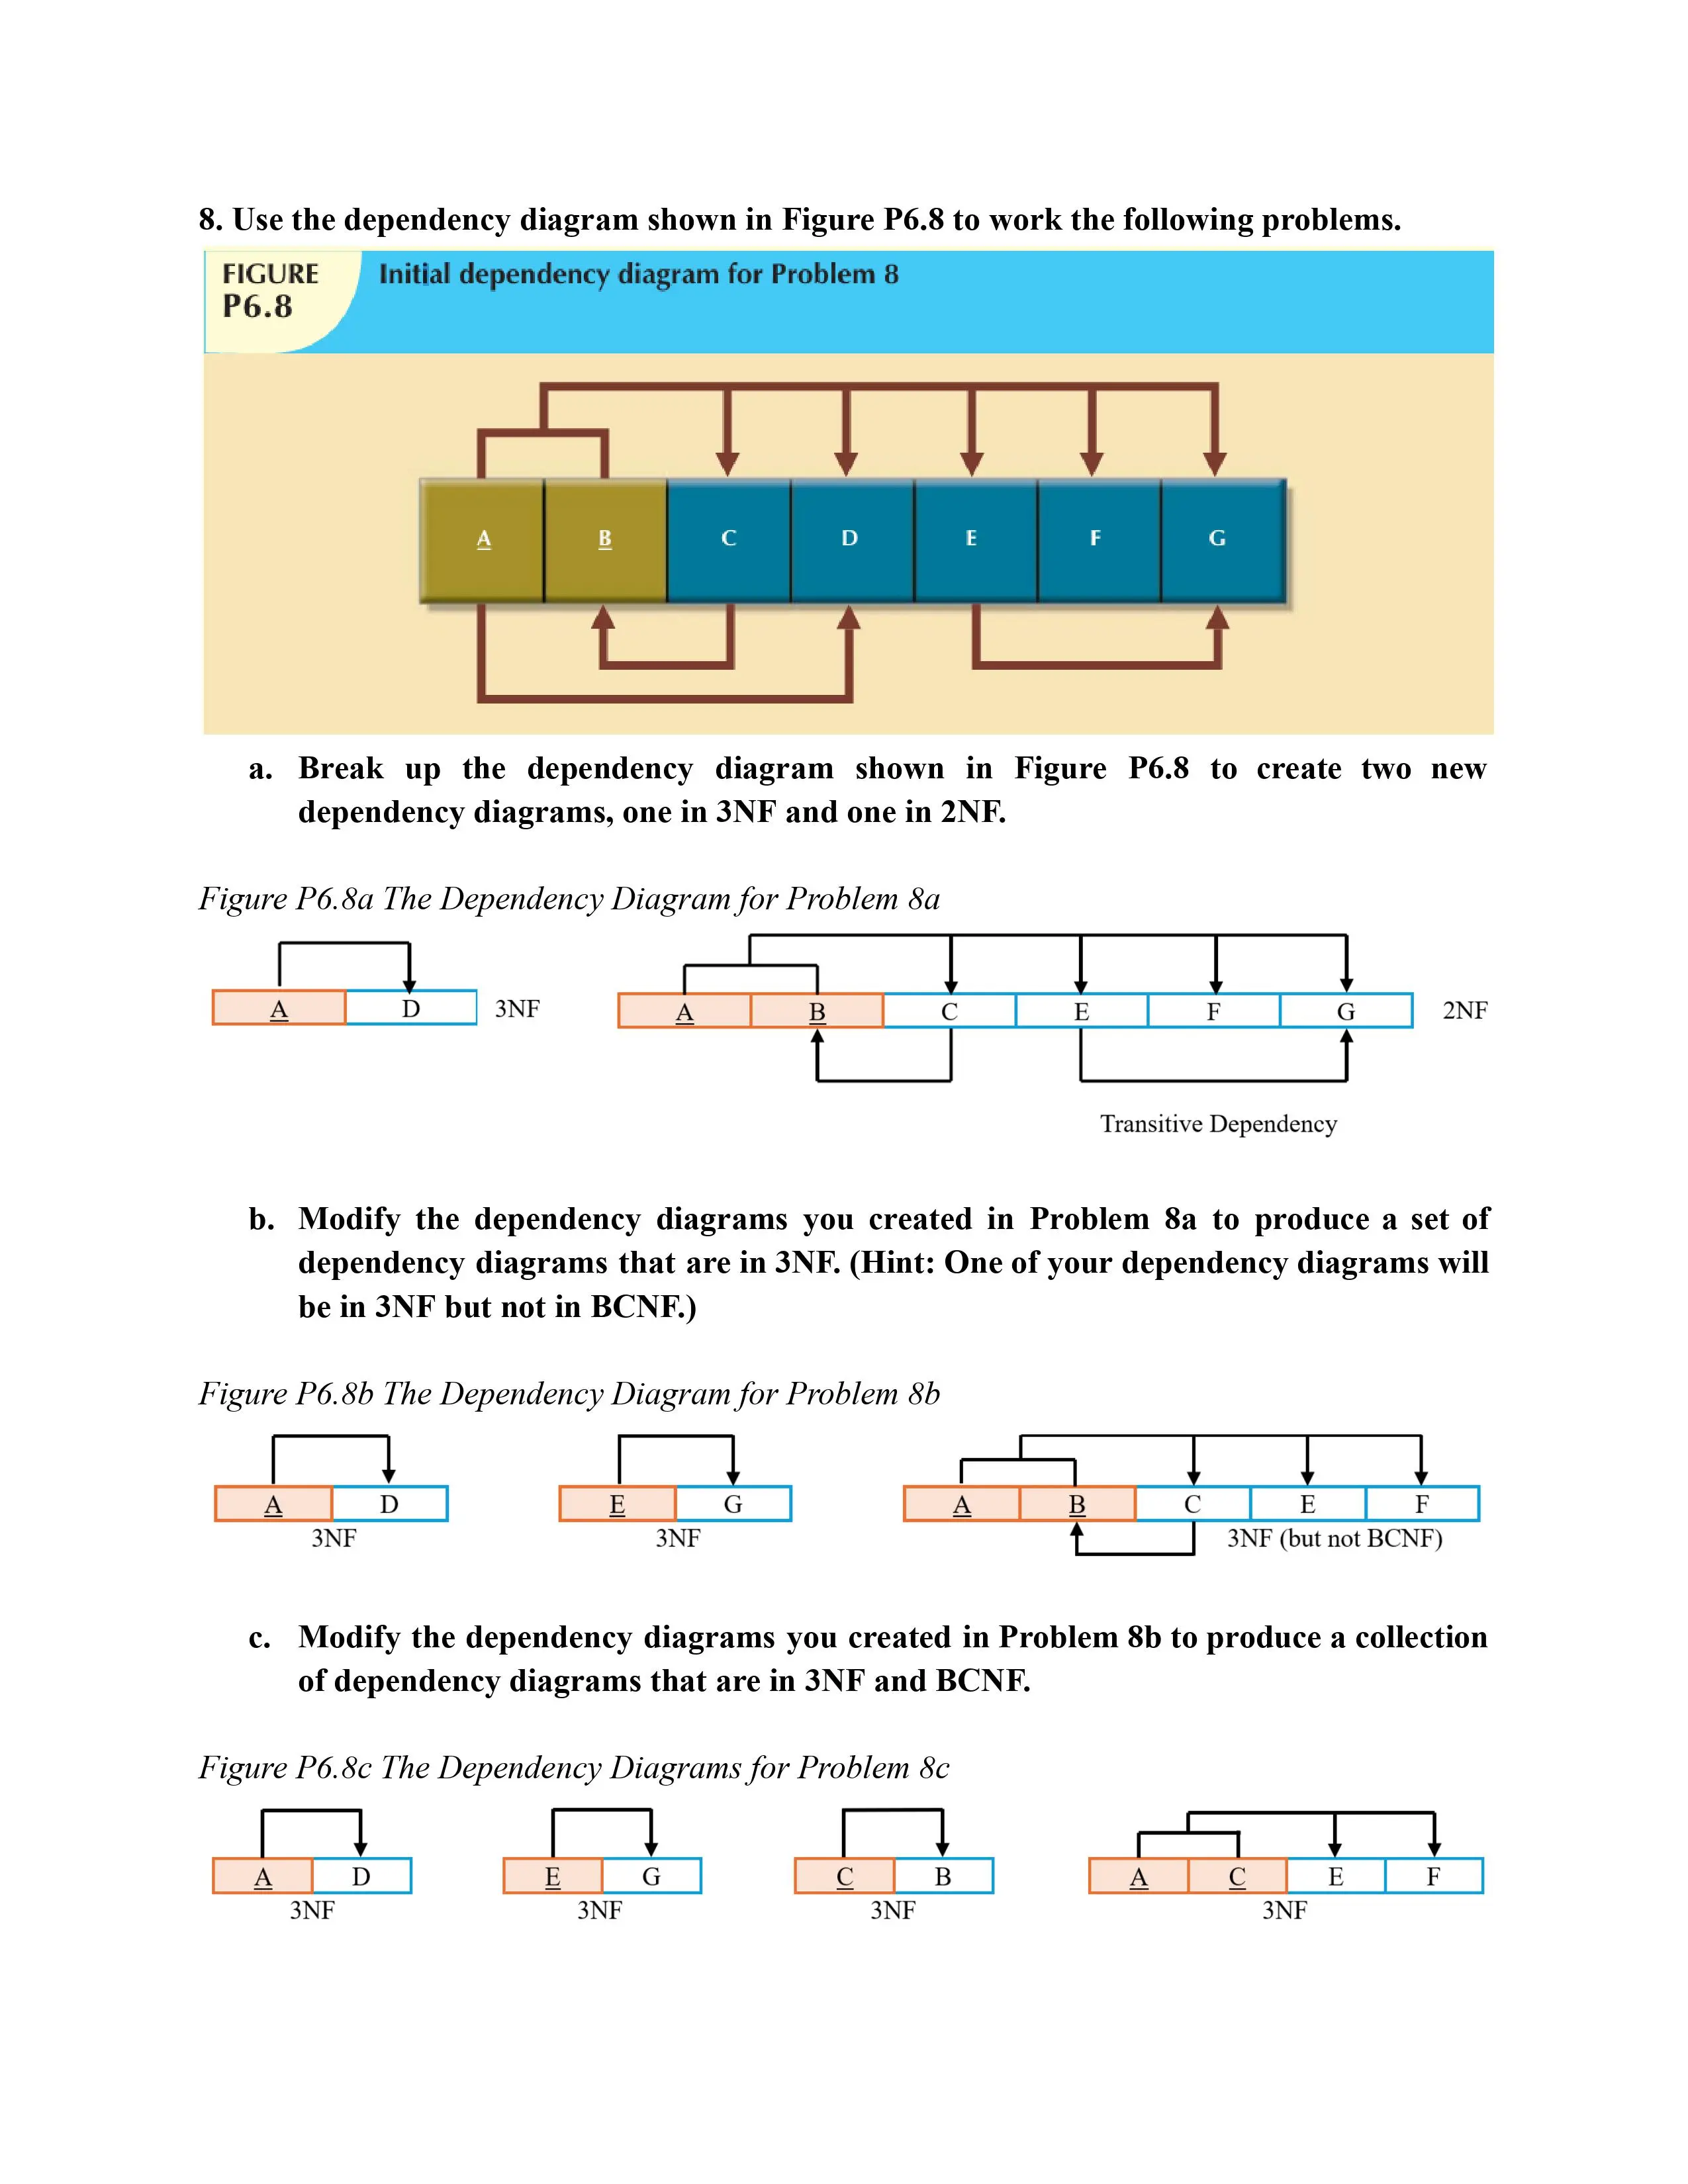 8. Use the dependency diagram shown in Figure P6.8 to work the following problems.
FIGURE
P6.8
Initial dependency diagram for Problem 8
A B C D E F G
a. Break up the dependency diagram shown in Figure P6.8 to create two new
dependency diagrams, one in 3NF and one in 2NF.
Figure P6.8a The Dependency Diagram for Problem 8a
A D 3NF
A B C E F G 2NF
Transitive Dependency
b. Modify the dependency diagrams you created in Problem 8a to produce a set of
dependency diagrams that are in 3NF. (Hint: One of your dependency diagrams will
be in 3NF but not in BCNF.)
Figure P6.8b The Dependency Diagram for Problem 8b
A D
3NF
E G
3NF
A B C E F
3NF (but not BCNF)
c. Modify the dependency diagrams you created in Problem 8b to produce a collection
of dependency diagrams that are in 3NF and BCNF.
Figure P6.8c The Dependency Diagrams for Problem 8c
A D
3NF
E G
3NF
C B
3NF
A C E F
3NF